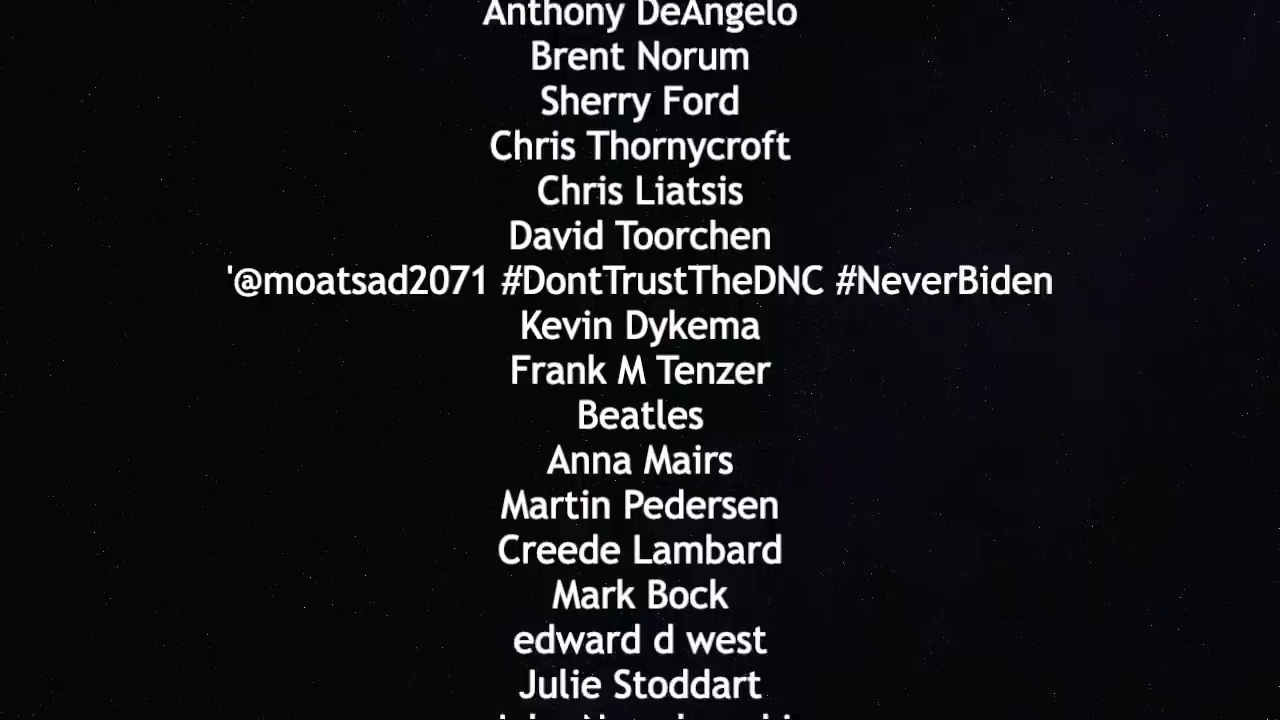 Anthony DeAngelo
Brent Norum
Sherry Ford
Chris Thornycroft
Chris Liatsis
David Toorchen
'@moatsad2071 #DontTrustTheDNC #NeverBiden
Kevin Dykema
Frank M Tenzer
Beatles
Anna Mairs
Martin Pedersen
Creede Lambard
Mark Bock
edward d west
Julie Stoddart